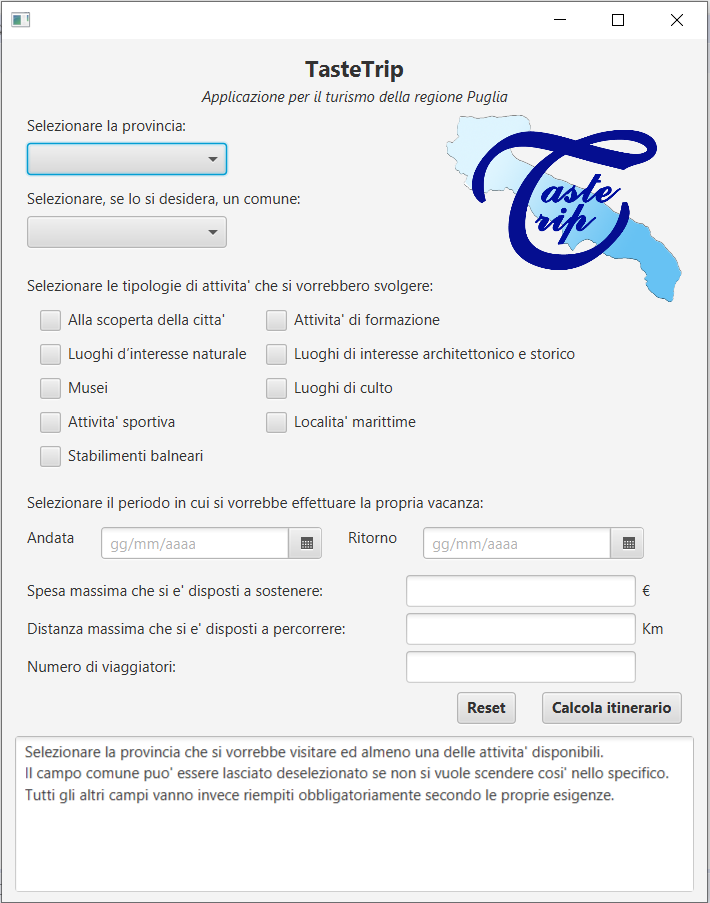 TasteTrip
Applicazione per il turismo della regione Puglia
Selezionare la provincia:
Taste
Trip
Selezionare, se lo si desidera, un comune:
Selezionare le tipologie di attivita' che si vorrebbero svolgere:
Alla scoperta della citta'
Attivita' di formazione
Luoghi d’interesse naturale
Luoghi di interesse architettonico e storico
Musei
Luoghi di culto
Attivita' sportiva
Localita' marittime
Stabilimenti balneari
Selezionare il periodo in cui si vorrebbe effettuare la propria vacanza:
Andata gg/mm/aaaa Ritorno gg/mm/aaaa
Spesa massima che si e' disposti a sostenere: €
Distanza massima che si e' disposti a percorrere: Km
Numero di viaggiatori:
Reset Calcola itinerario
Selezionare la provincia che si vorrebbe visitare ed almeno una delle attivita' disponibili.
Il campo comune puo' essere lasciato deselezionato se non si vuole scendere cosi' nello specifico.
Tutti gli altri campi vanno invece riempiti obbligatoriamente secondo le proprie esigenze.